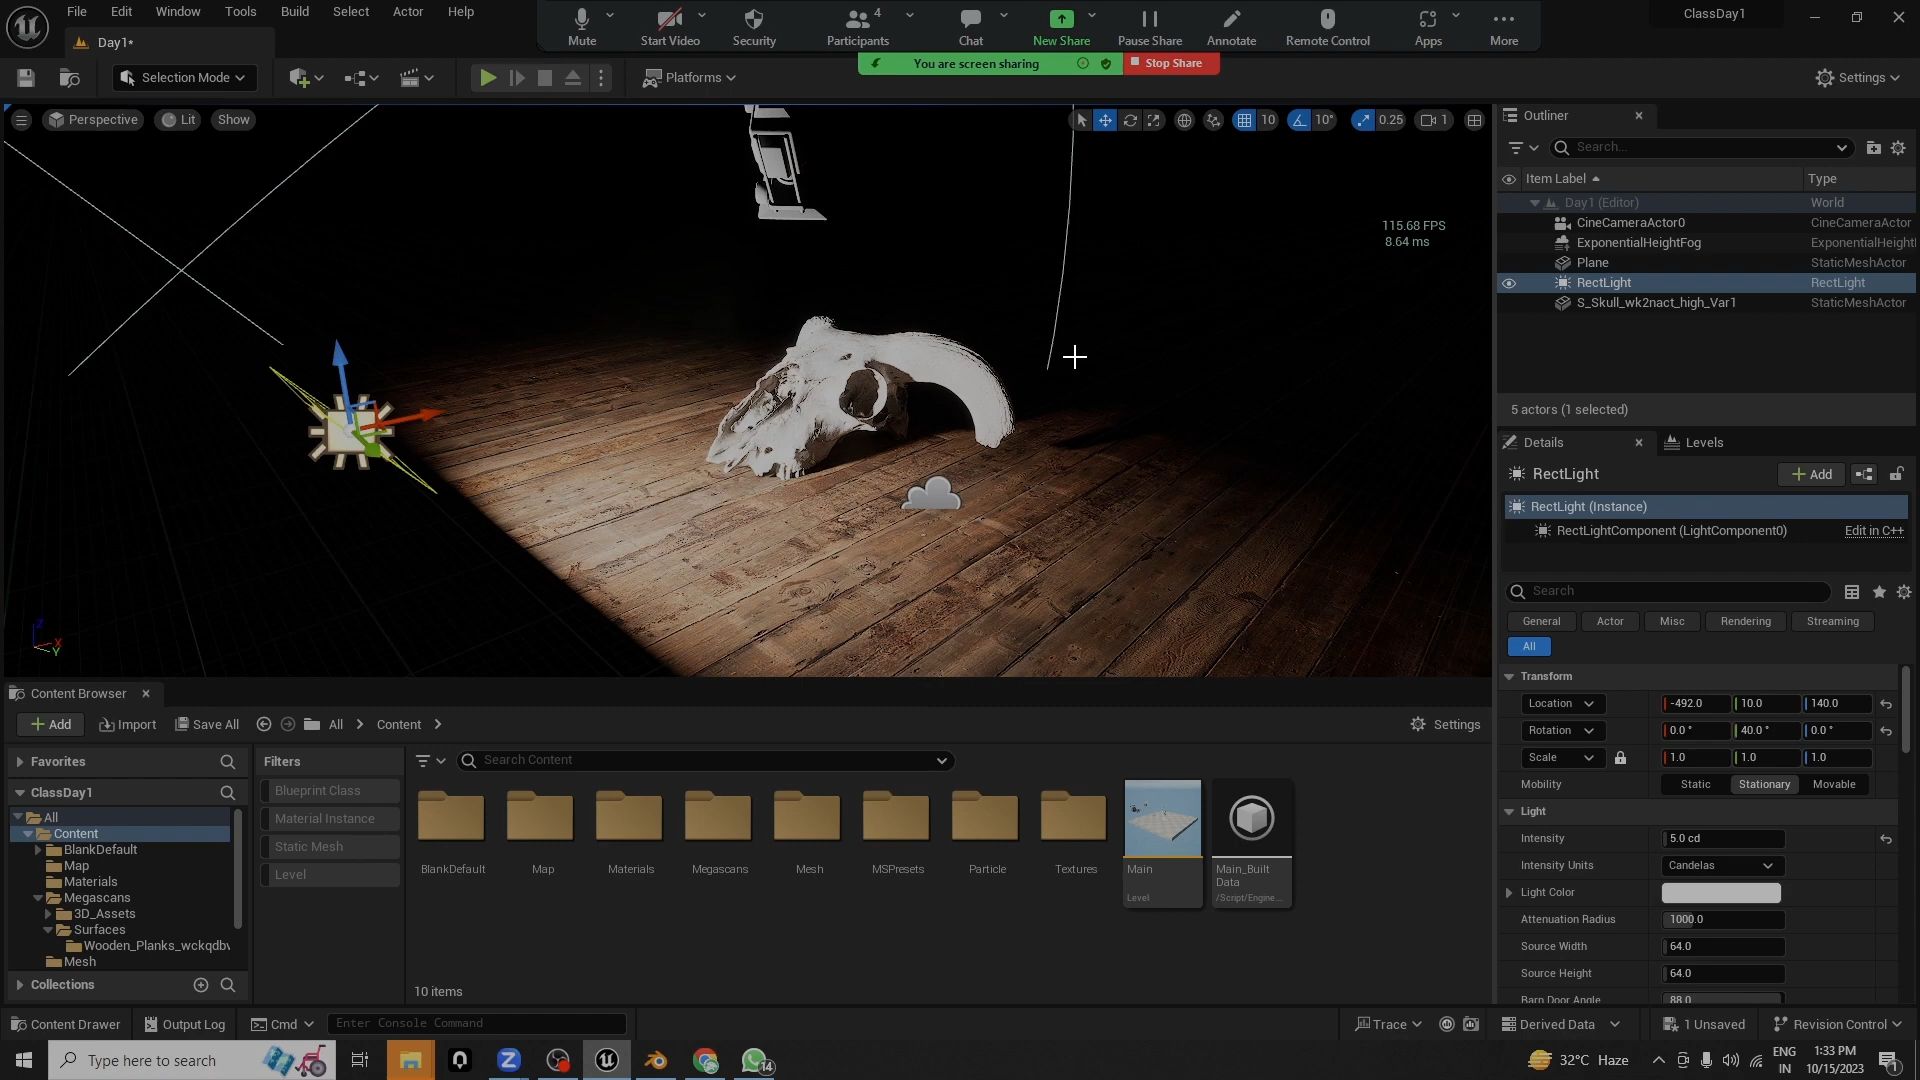 File Edit Window Tools Build Select Actor Help
Day1*
Mute Start Video Security Participants 4 Chat New Share Pause Share Annotate Remote Control Apps More
ClassDay1
You are screen sharing Stop Share
Selection Mode Platforms Settings
Perspective Lit Show 10 10° 0.25 1
115.68 FPS
8.64 ms
Outliner
Search...
Item Label Type
Day1 (Editor) World
CineCameraActor0 CineCameraActor
ExponentialHeightFog ExponentialHeight
Plane StaticMeshActor
RectLight RectLight
S_Skull_wk2nact_high_Var1 StaticMeshActor
5 actors (1 selected)
Details Levels
RectLight Add
RectLight (Instance)
RectLightComponent (LightComponent0) Edit in C++
Search
General Actor Misc Rendering Streaming
All
Transform
Location -492.0 10.0 140.0
Rotation 0.0° 40.0° 0.0°
Scale 1.0 1.0 1.0
Mobility Static Stationary Movable
Light
Intensity 5.0 cd
Intensity Units Candelas
Light Color
Attenuation Radius 1000.0
Source Width 64.0
Source Height 64.0
Barn Door Angle 88.0
Z
X
Y
Content Browser
Add Import Save All All Content Settings
Favorites
ClassDay1
All
Content
BlankDefault
Map
Materials
Megascans
3D_Assets
Surfaces
Wooden_Planks_wckqdbv
Mesh
Collections
Filters
Blueprint Class
Material Instance
Static Mesh
Level
Search Content
BlankDefault Map Materials Megascans Mesh MSPresets Particle Textures
Main
Level
Main_Built
Data
/Script/Engine...
10 items
Content Drawer Output Log Cmd Enter Console Command Trace Derived Data 1 Unsaved Revision Control
Type here to search
14
32°C Haze
ENG
IN
1:33 PM
10/15/2023
1